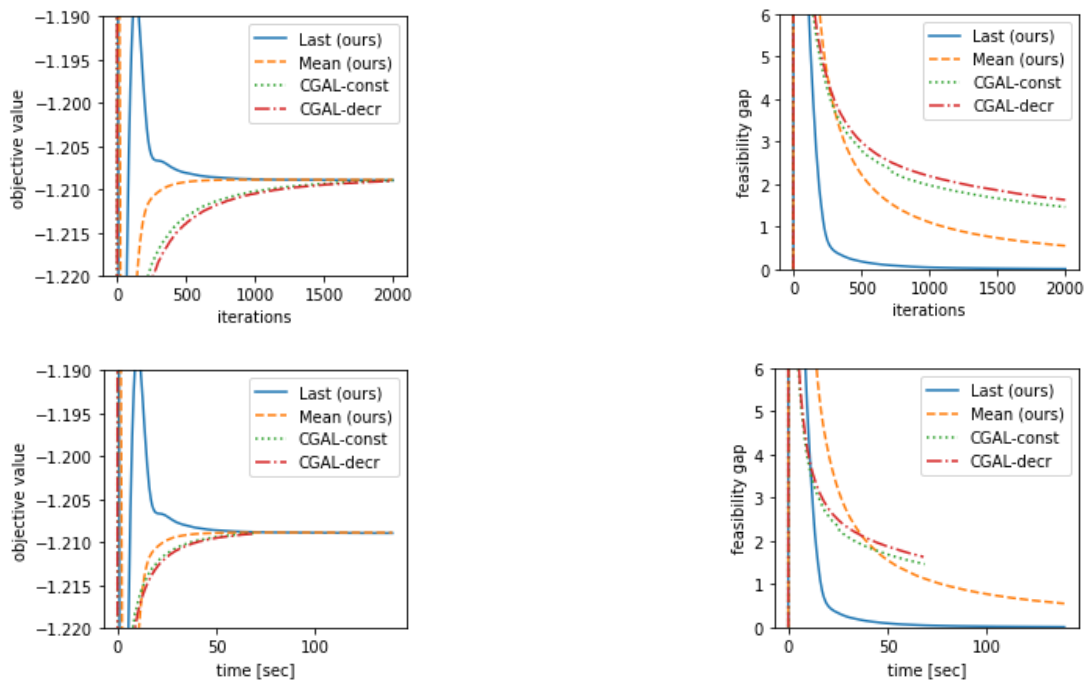 −1.190
−1.195
−1.200
−1.205
−1.210
−1.215
−1.220
objective value
0 500 1000 1500 2000
iterations
Last (ours)
Mean (ours)
CGAL-const
CGAL-decr
6
5
4
3
2
1
0
feasibility gap
0 500 1000 1500 2000
iterations
Last (ours)
Mean (ours)
CGAL-const
CGAL-decr
−1.190
−1.195
−1.200
−1.205
−1.210
−1.215
−1.220
objective value
0 50 100
time [sec]
Last (ours)
Mean (ours)
CGAL-const
CGAL-decr
6
5
4
3
2
1
0
feasibility gap
0 50 100
time [sec]
Last (ours)
Mean (ours)
CGAL-const
CGAL-decr